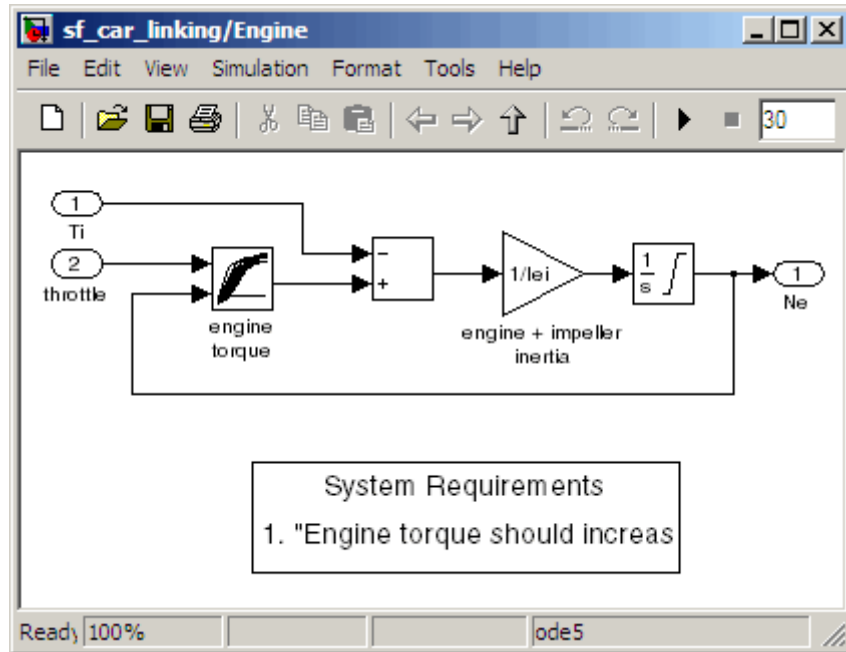 sf_car_linking/Engine
File Edit View Simulation Format Tools Help
30
1
Ti
2
throttle
engine
torque
−
+
1/Iei
engine + impeller
inertia
1
s
1
Ne
System Requirements
1. "Engine torque should increas
Ready 100% ode5